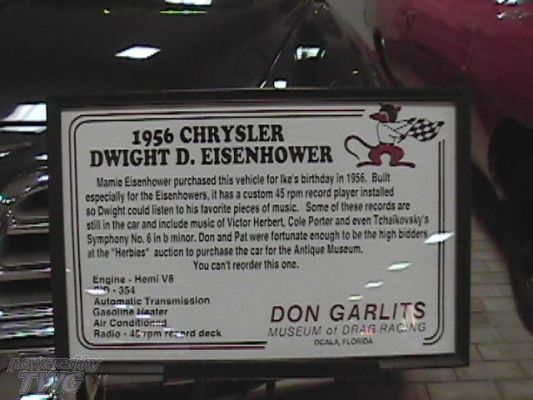 1956 CHRYSLER
DWIGHT D. EISENHOWER
Mamie Eisenhower purchased this vehicle for Ike's birthday in 1956. Built
especially for the Eisenhowers, it has a custom 45 rpm record player installed
so Dwight could listen to his favorite pieces of music. Some of these records are
still in the car and include music of Victor Herbert, Cole Porter and even Tchaikovsky's
Symphony No. 6 in b minor. Don and Pat were fortunate enough to be the high bidders
at the "Herbies" auction to purchase the car for the Antique Museum.
You can't reorder this one.
Engine - Hemi V8
CID - 354
Automatic Transmission
Gasoline Heater
Air Conditioned
Radio - 45 rpm record deck
DON GARLITS
MUSEUM of DRAG RACING
OCALA, FLORIDA
powered by
TWG